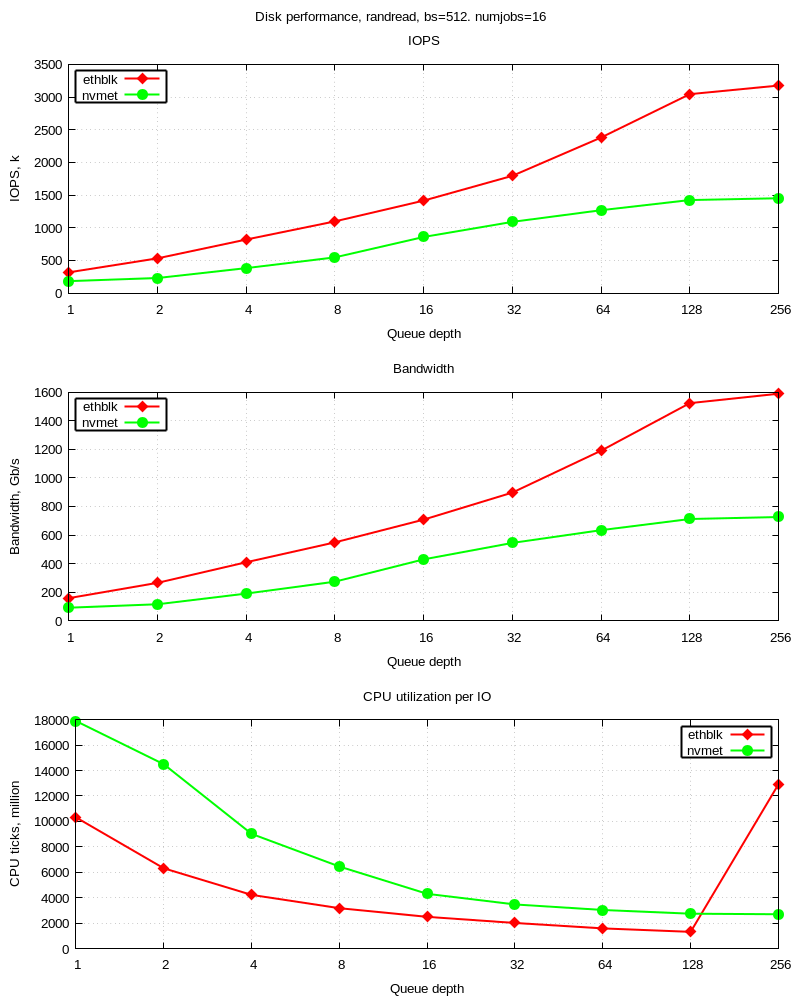 Disk performance, randread, bs=512. numjobs=16
IOPS
3500
3000
2500
2000
1500
1000
500
0
IOPS, k
ethblk
nvmet
1 2 4 8 16 32 64 128 256
Queue depth
Bandwidth
1600
1400
1200
1000
800
600
400
200
0
Bandwidth, Gb/s
ethblk
nvmet
1 2 4 8 16 32 64 128 256
Queue depth
CPU utilization per IO
18000
16000
14000
12000
10000
8000
6000
4000
2000
0
CPU ticks, million
ethblk
nvmet
1 2 4 8 16 32 64 128 256
Queue depth